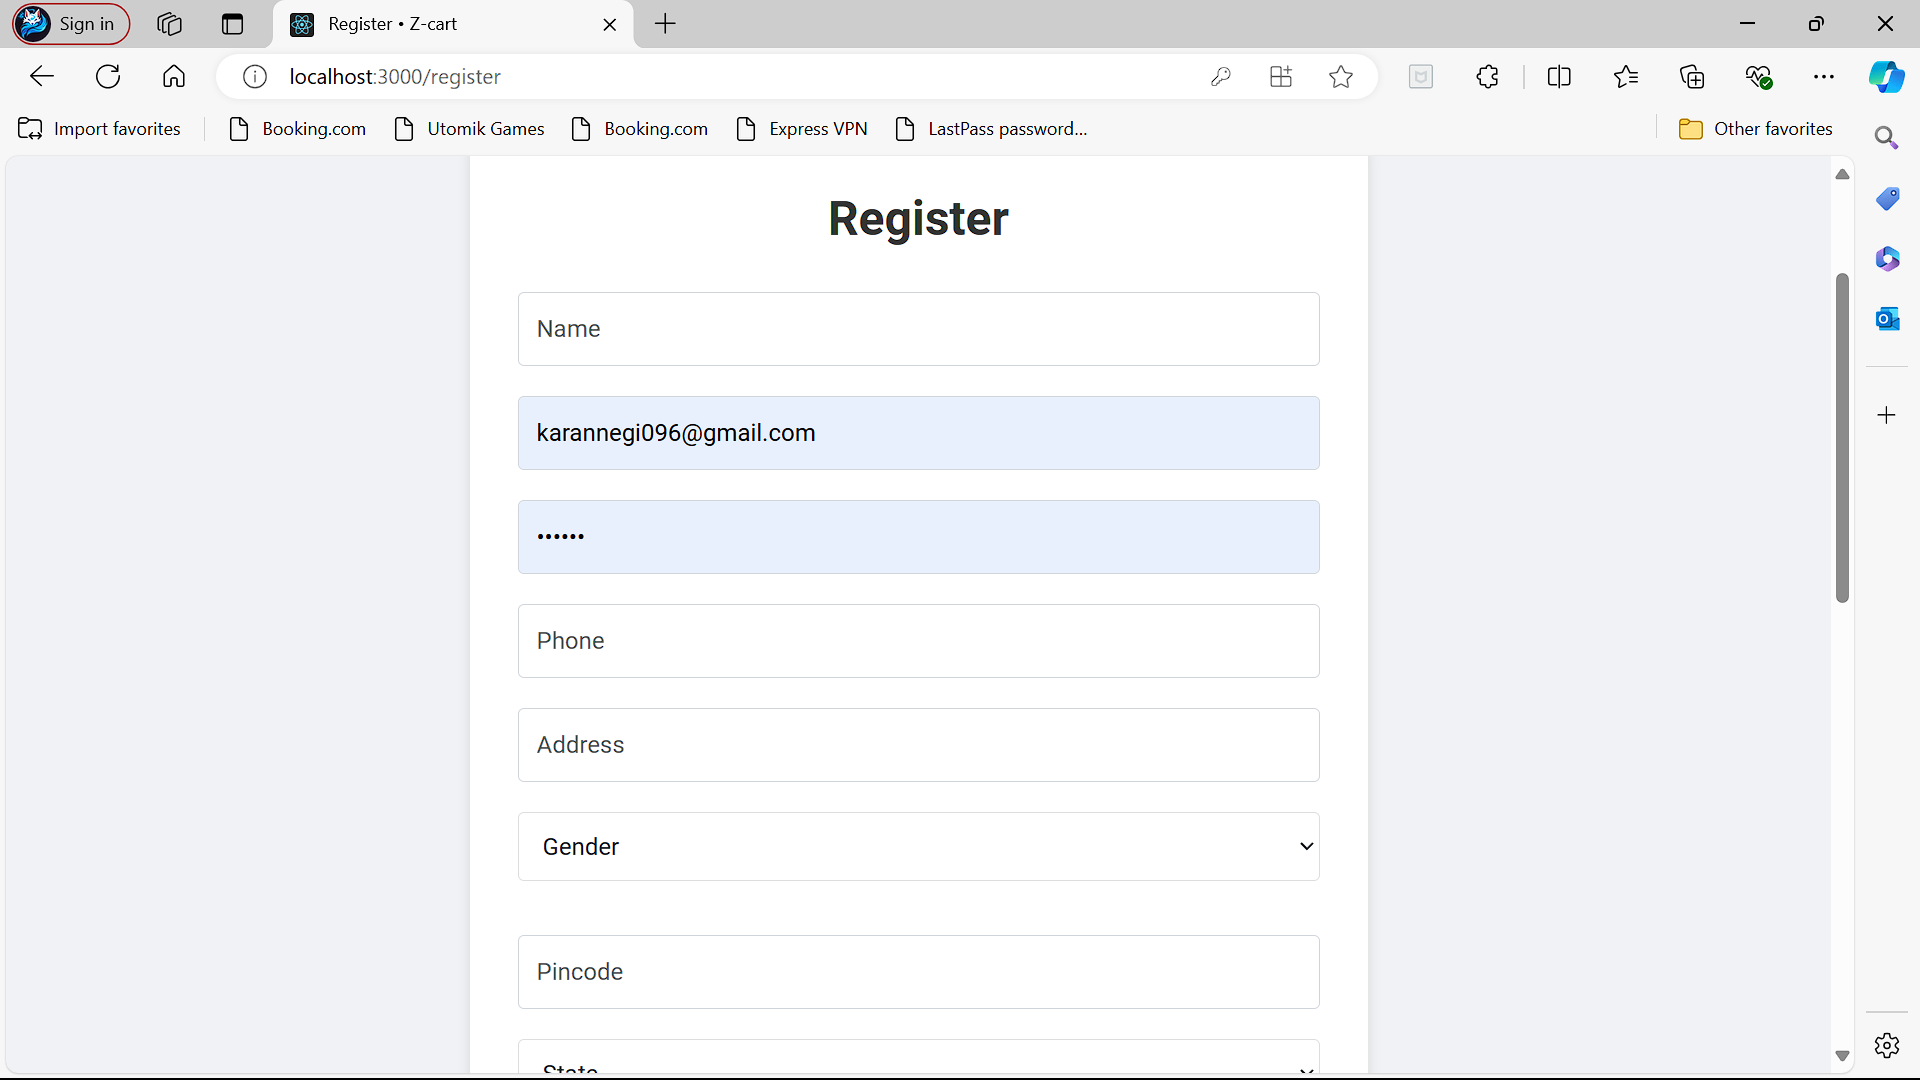 Sign in
Register • Z-cart
localhost:3000/register
Import favorites
Booking.com
Utomik Games
Booking.com
Express VPN
LastPass password...
Other favorites
Register
Name
karannegi096@gmail.com
••••••
Phone
Address
Gender
Pincode
State